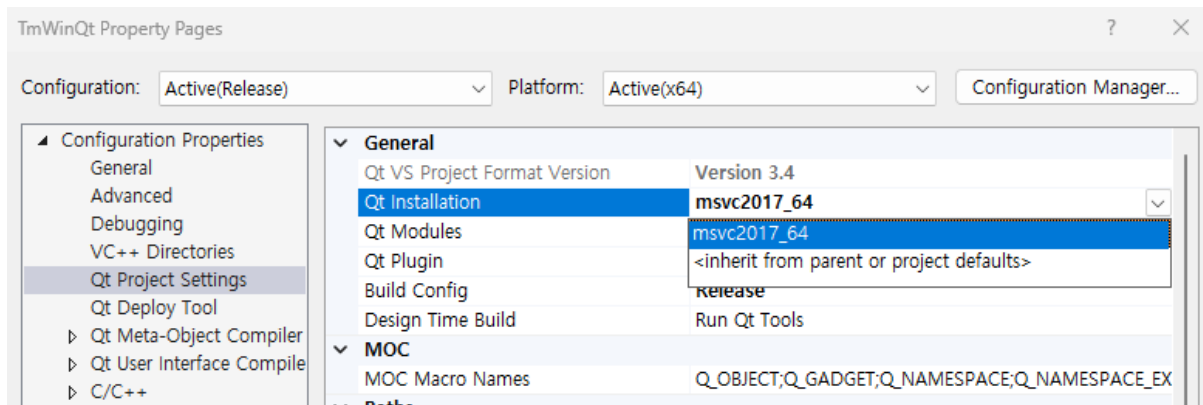 TmWinQt Property Pages ? ×
Configuration: Active(Release) Platform: Active(x64) Configuration Manager...
Configuration Properties
General
Advanced
Debugging
VC++ Directories
Qt Project Settings
Qt Deploy Tool
Qt Meta-Object Compiler
Qt User Interface Compile
C/C++
General
Qt VS Project Format Version Version 3.4
Qt Installation msvc2017_64
Qt Modules msvc2017_64
Qt Plugin <inherit from parent or project defaults>
Build Config Release
Design Time Build Run Qt Tools
MOC
MOC Macro Names Q_OBJECT;Q_GADGET;Q_NAMESPACE;Q_NAMESPACE_EX
Paths